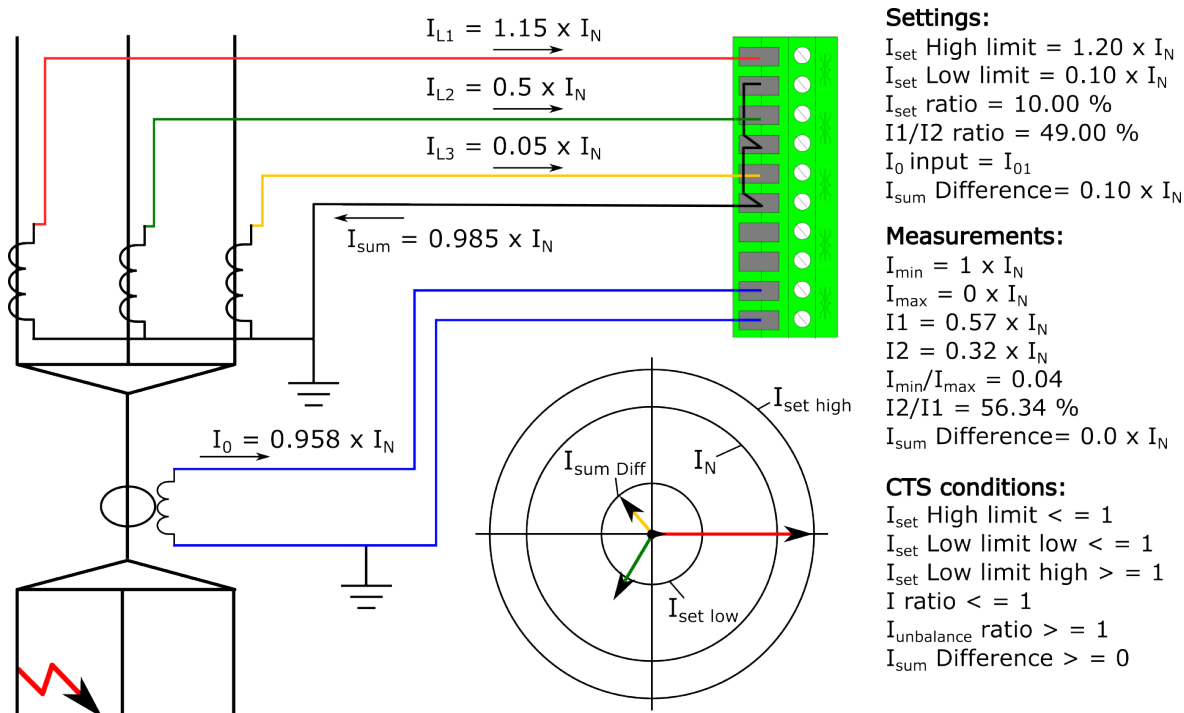 I_L1 = 1.15 x I_N
I_L2 = 0.5 x I_N
I_L3 = 0.05 x I_N
I_sum = 0.985 x I_N
I_0 = 0.958 x I_N
I_set high
I_sum Diff
I_N
I_set low
Settings:
I_set High limit = 1.20 x I_N
I_set Low limit = 0.10 x I_N
I_set ratio = 10.00 %
I1/I2 ratio = 49.00 %
I_0 input = I_01
I_sum Difference= 0.10 x I_N
Measurements:
I_min = 1 x I_N
I_max = 0 x I_N
I1 = 0.57 x I_N
I2 = 0.32 x I_N
I_min/I_max = 0.04
I2/I1 = 56.34 %
I_sum Difference= 0.0 x I_N
CTS conditions:
I_set High limit < = 1
I_set Low limit low < = 1
I_set Low limit high > = 1
I ratio < = 1
I_unbalance ratio > = 1
I_sum Difference > = 0